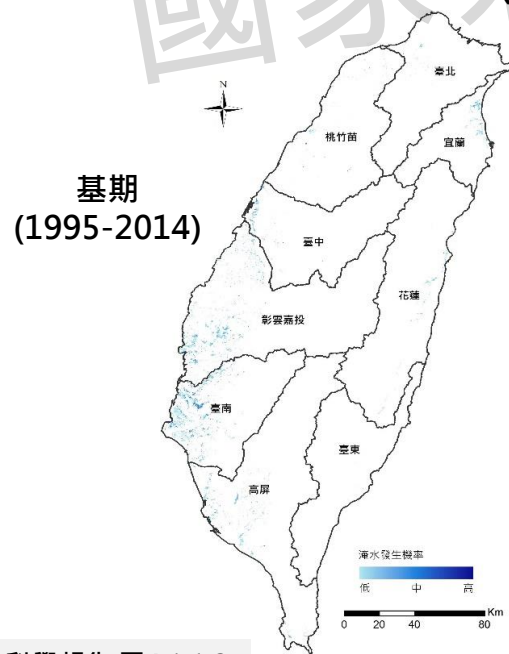 國家
N
臺北
桃竹苗
宜蘭
基期
(1995-2014)
臺中
花蓮
彰雲嘉投
臺南
臺東
高屏
淹水發生機率
低 中 高
Km
0 20 40 80